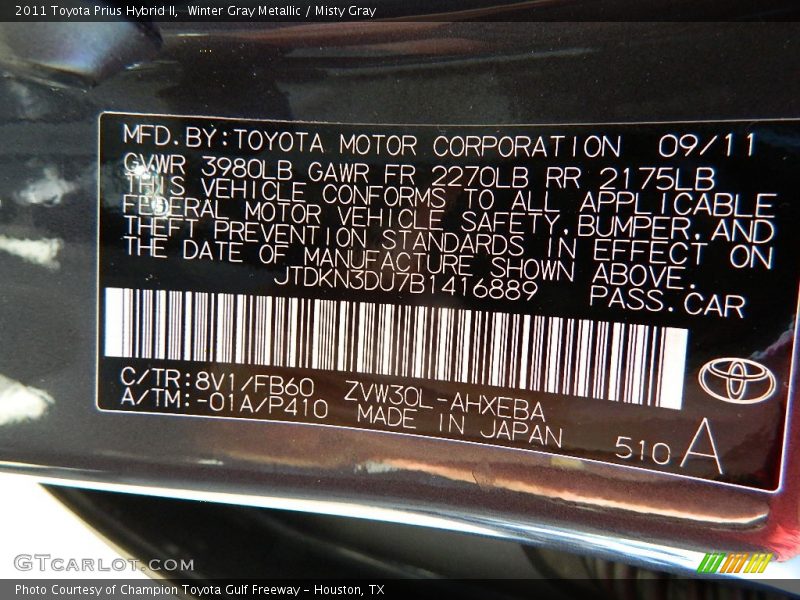 2011 Toyota Prius Hybrid II,  Winter Gray Metallic / Misty Gray
MFD.BY:TOYOTA MOTOR CORPORATION 09/11
GVWR 3980LB GAWR FR 2270LB RR 2175LB
THIS VEHICLE CONFORMS TO ALL APPLICABLE
FEDERAL MOTOR VEHICLE SAFETY,BUMPER,AND
THEFT PREVENTION STANDARDS IN EFFECT ON
THE DATE OF MANUFACTURE SHOWN ABOVE.
JTDKN3DU7B1416889 PASS.CAR
C/TR:8V1/FB60 ZVW30L-AHXEBA
A/TM:-01A/P410 MADE IN JAPAN
510 A
GTCarLot.com
Photo Courtesy of Champion Toyota Gulf Freeway - Houston, TX